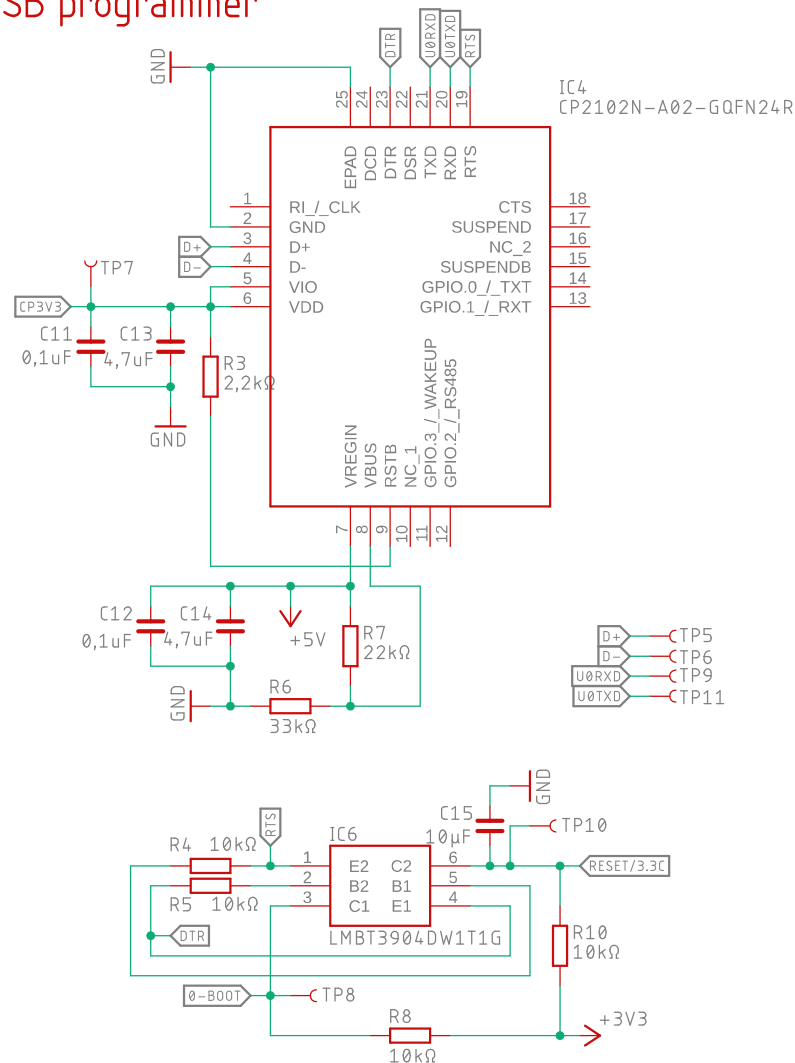 SB programmer
GND
DTR
U0RXD
U0TXD
RTS
IC4
CP2102N-A02-GQFN24R
25
24
23
22
21
20
19
EPAD
DCD
DTR
DSR
TXD
RXD
RTS
1 RI_/_CLK
2 GND
D+ 3 D+
D- 4 D-
5 VIO
6 VDD
CTS 18
SUSPEND 17
NC_2 16
SUSPENDB 15
GPIO.0_/_TXT 14
GPIO.1_/_RXT 13
TP7
CP3V3
C11
0,1uF
C13
4,7uF
R3
2,2kΩ
GND
VREGIN
VBUS
RSTB
NC_1
GPIO.3_/_WAKEUP
GPIO.2_/_RS485
7
8
9
10
11
12
C12
0,1uF
C14
4,7uF
+5V
R7
22kΩ
GND
R6
33kΩ
D+ TP5
D- TP6
U0RXD TP9
U0TXD TP11
GND
C15
10µF
TP10
RTS
IC6
R4 10kΩ
R5 10kΩ
1 E2
2 B2
3 C1
C2 6
B1 5
E1 4
LMBT3904DW1T1G
RESET/3.3C
DTR
R10
10kΩ
0-BOOT
TP8
R8
10kΩ
+3V3